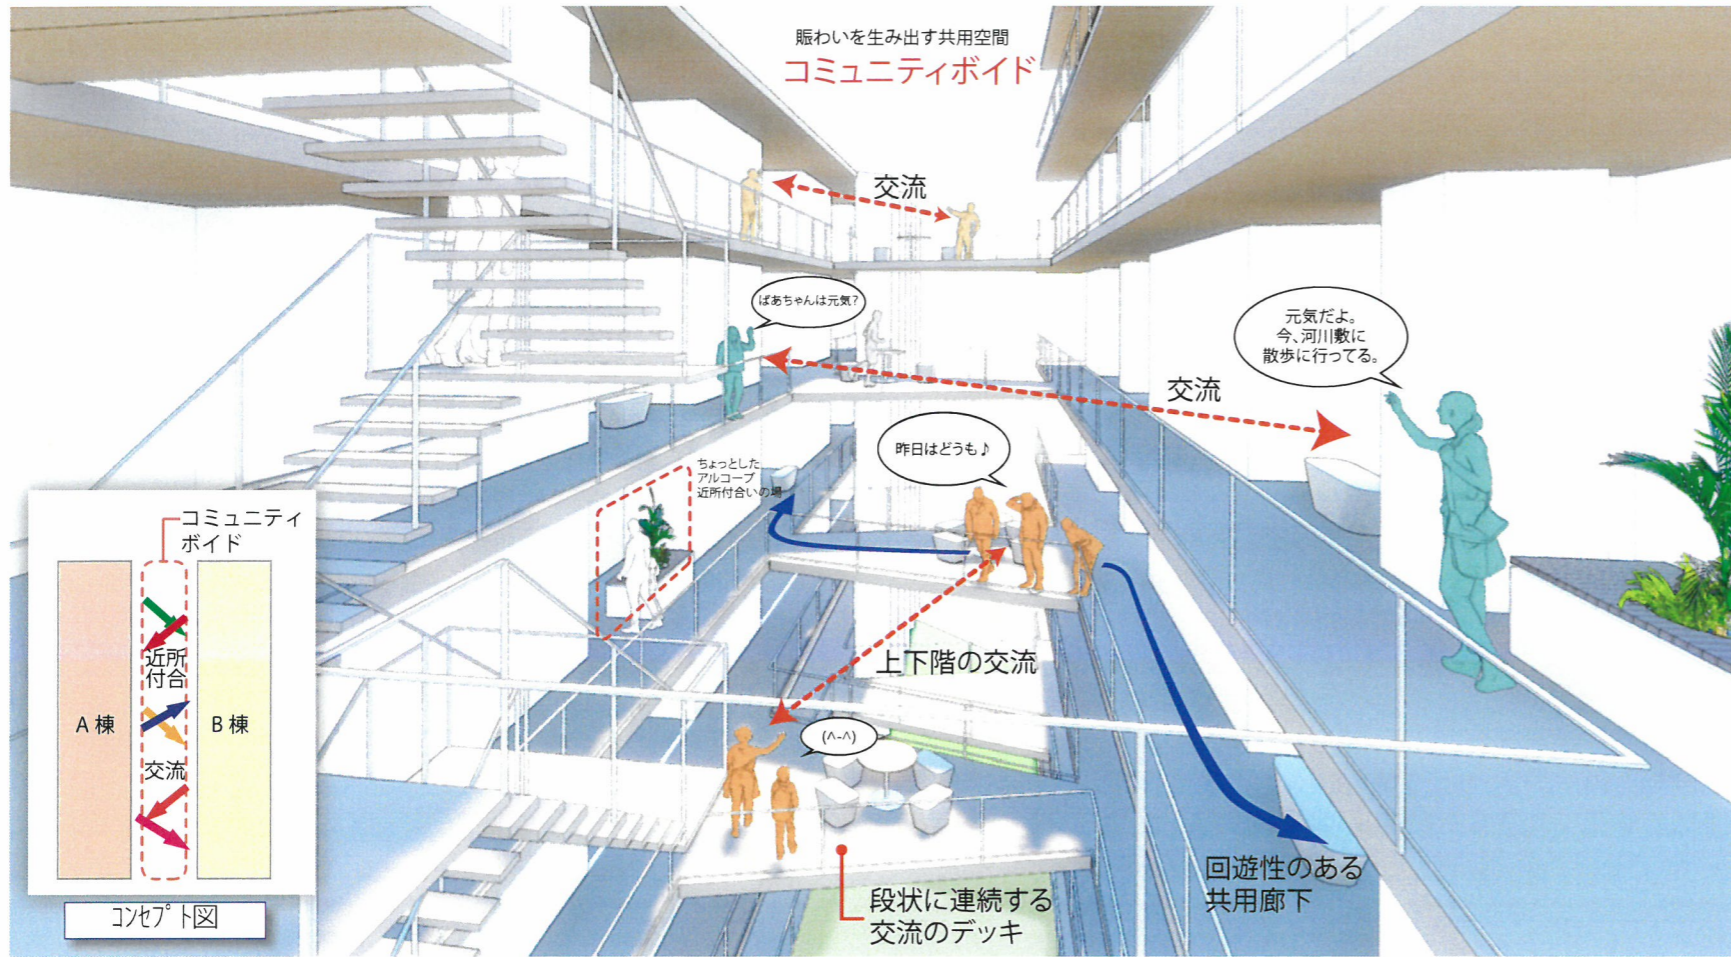 賑わいを生み出す共用空間
コミュニティボイド
交流
ばあちゃんは元気?
元気だよ。
今、河川敷に
散歩に行ってる。
交流
昨日はどうも♪
ちょっとした
アルコープ
近所付合いの場
上下階の交流
(^-^)
段状に連続する
交流のデッキ
回遊性のある
共用廊下
コミュニティ
ボイド
A棟
近所
付合
交流
B棟
コンセプト図